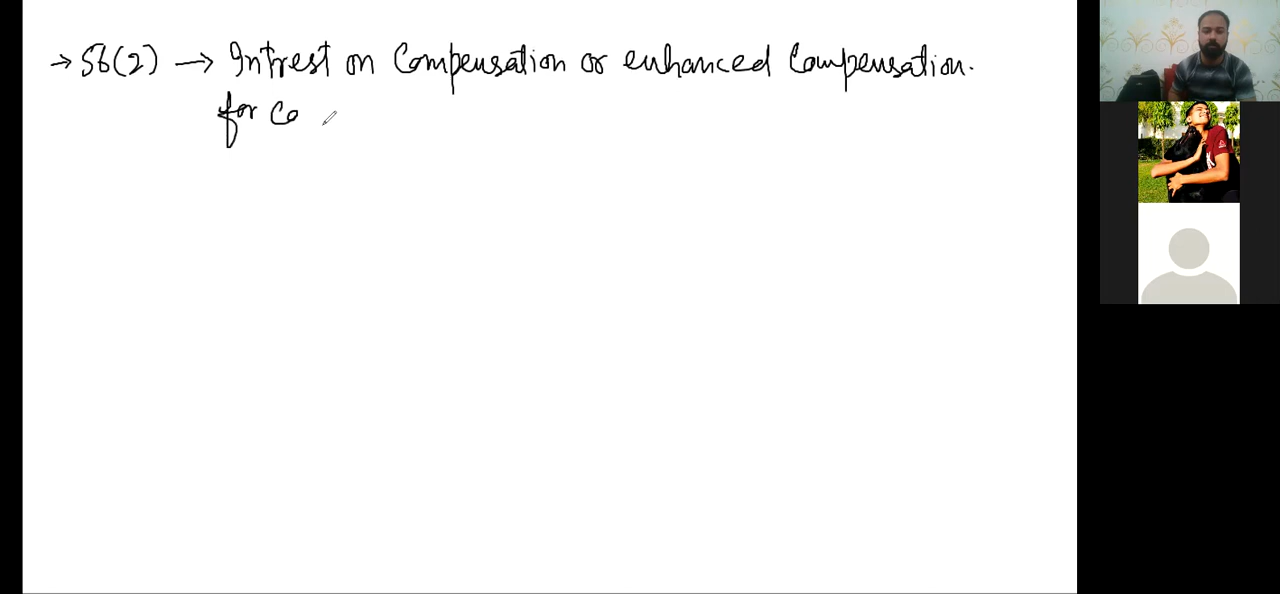 → 56(2) → Intrest on Compensation or enhanced Compensation.
for Co